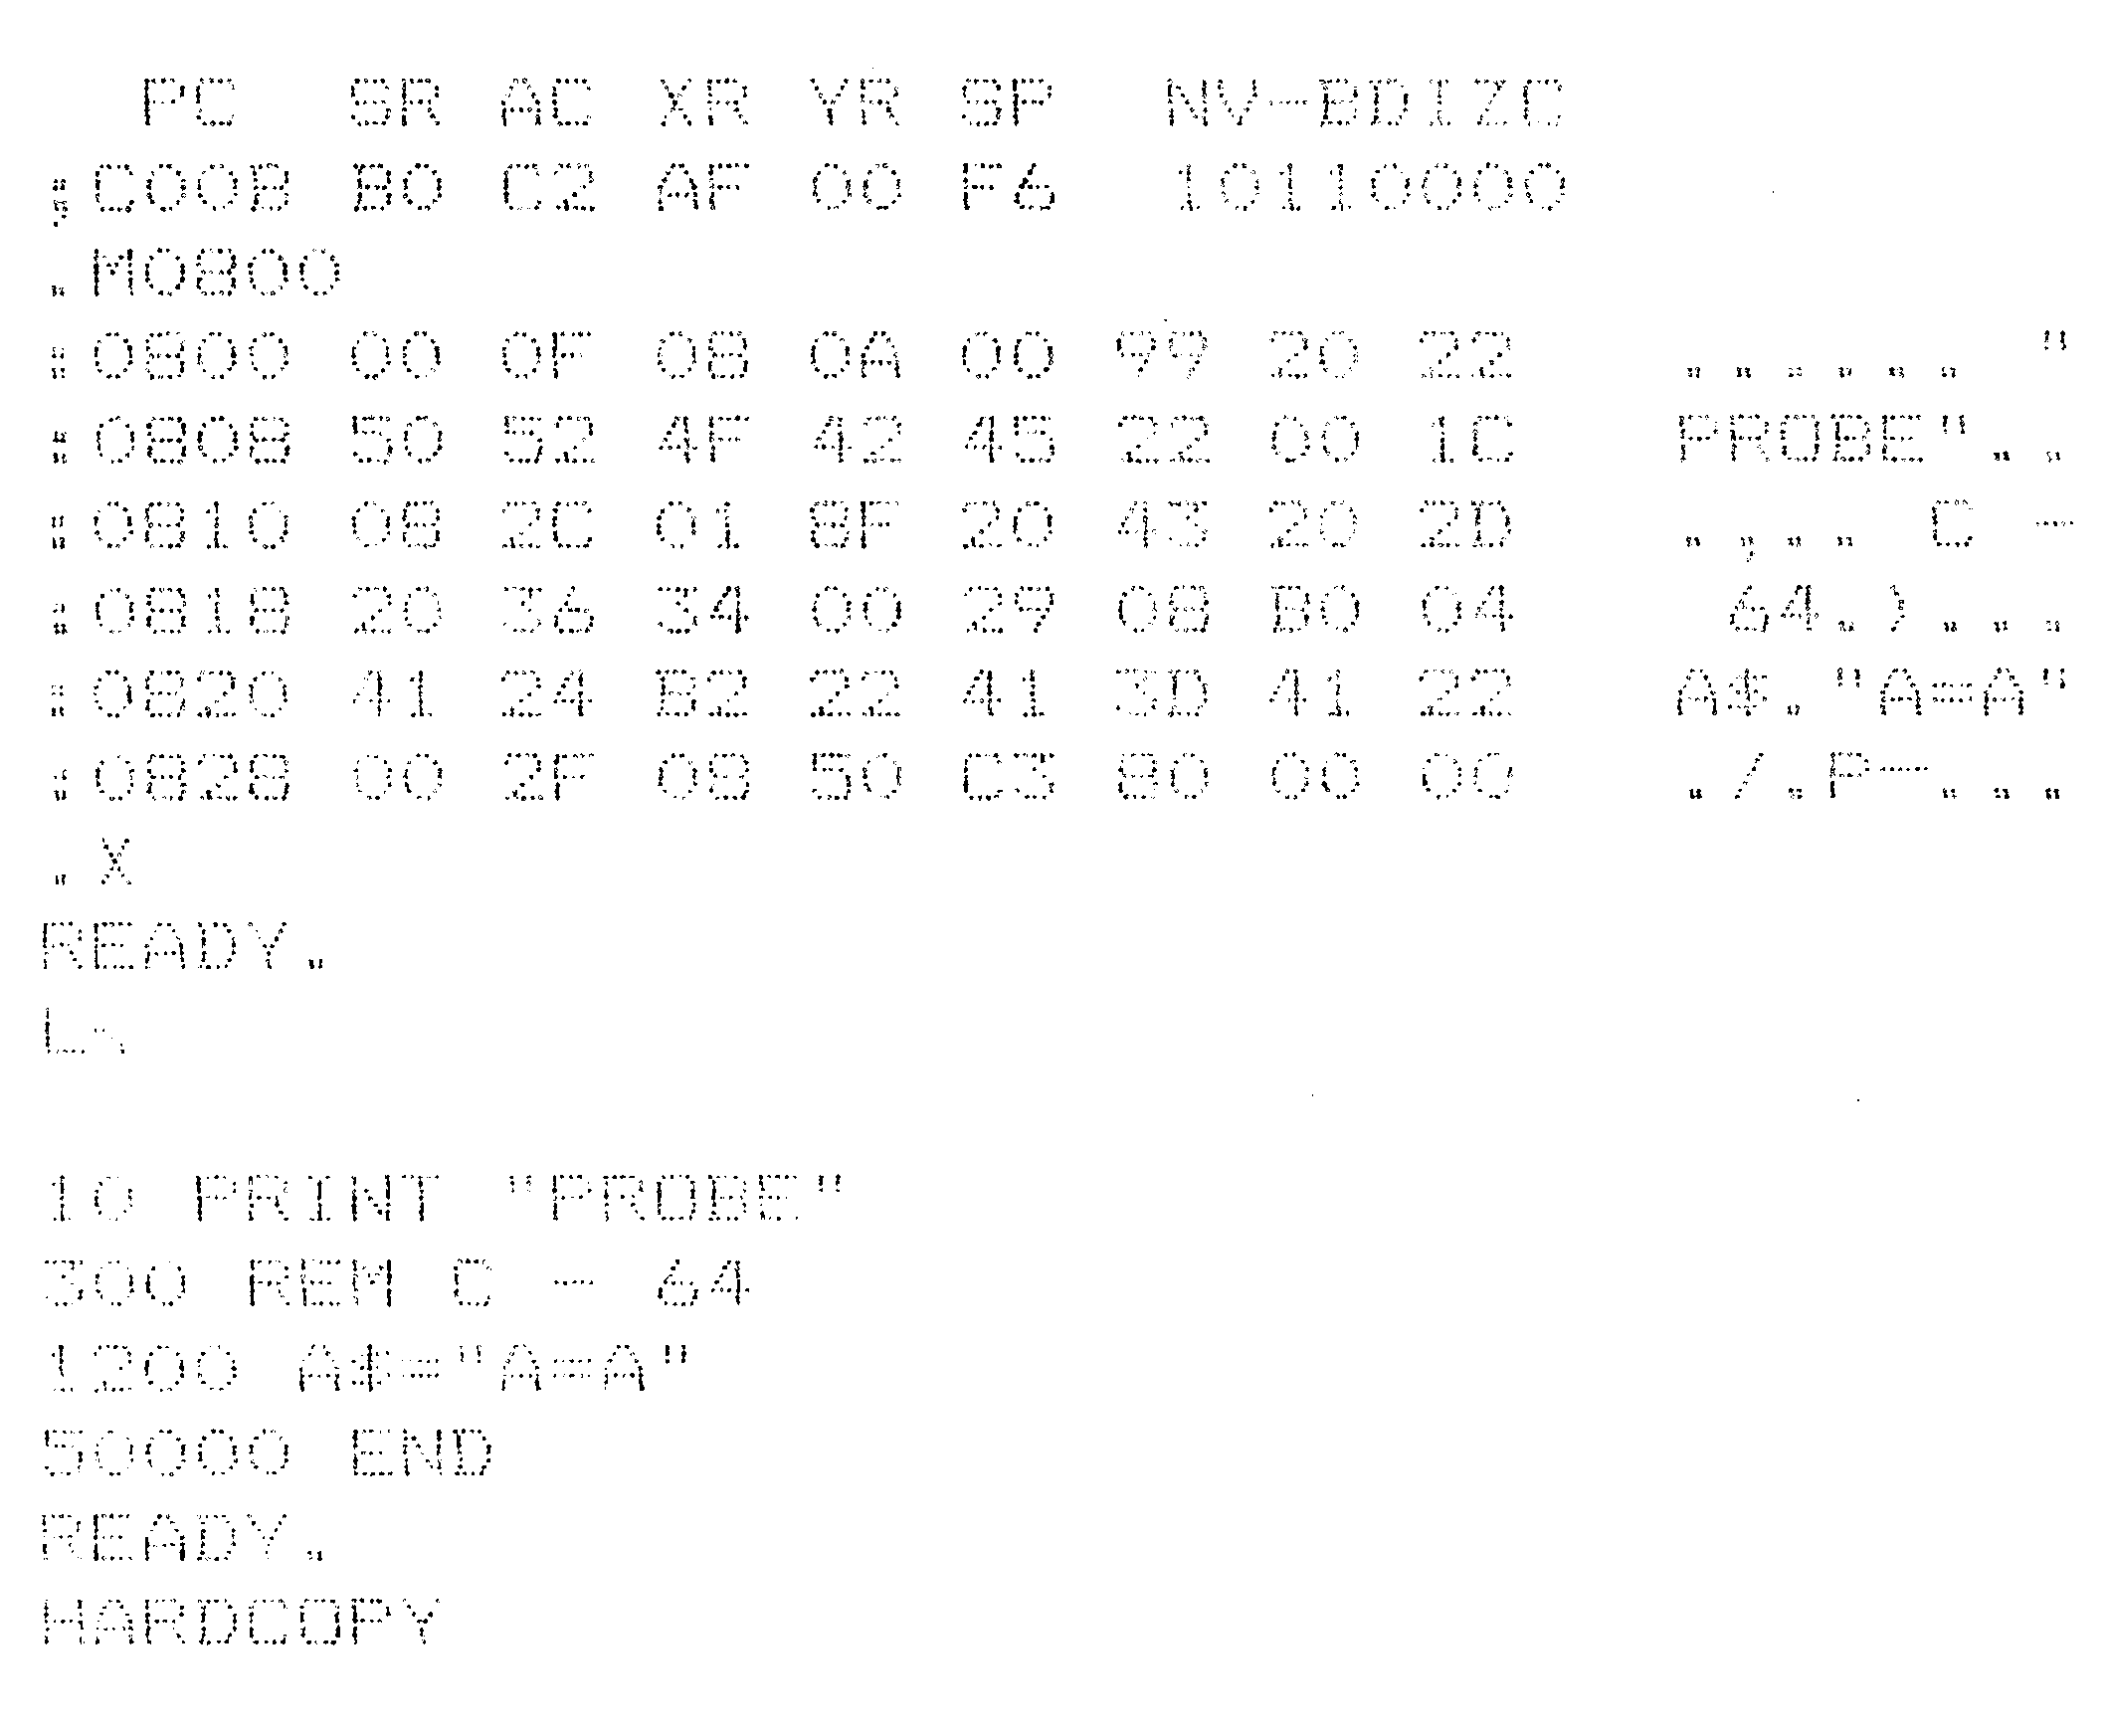 PC SR AC XR YR SP NV-BDIZC
;C00B B0 C2 AF 00 F6 10110000
.M0800
:0800 00 0F 08 0A 00 99 20 22 ...... "
:0808 50 52 4F 42 45 22 00 1C PROBE"..
:0810 08 2C 01 8F 20 43 20 2D .,.. C -
:0818 20 36 34 00 29 08 B0 04 64.)...
:0820 41 24 B2 22 41 3D 41 22 A$."A=A"
:0828 00 2F 08 50 C3 80 00 00 ./.P─...
.X
READY.
10 PRINT "PROBE"
300 REM C - 64
1200 A$="A=A"
50000 END
READY.
HARDCOPY